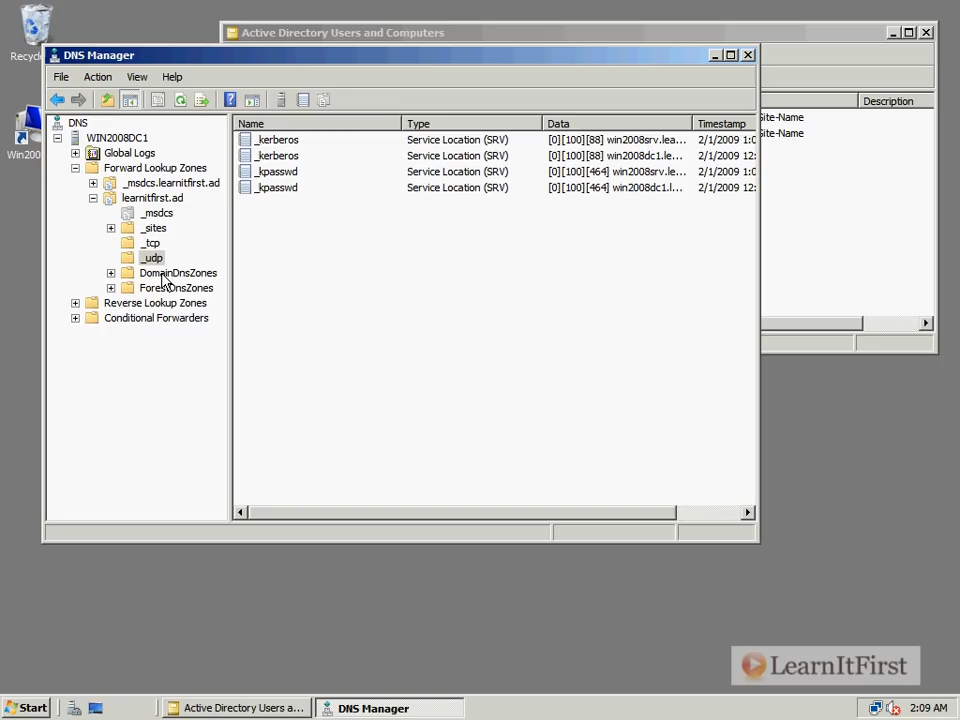 Recycl
Win200
Active Directory Users and Computers
Description
Site-Name
Site-Name
DNS Manager
File Action View Help
DNS
WIN2008DC1
Global Logs
Forward Lookup Zones
_msdcs.learnitfirst.ad
learnitfirst.ad
_msdcs
_sites
_tcp
_udp
DomainDnsZones
ForestDnsZones
Reverse Lookup Zones
Conditional Forwarders
Name Type Data Timestamp
_kerberos Service Location (SRV) [0][100][88] win2008srv.lea... 2/1/2009 1:0
_kerberos Service Location (SRV) [0][100][88] win2008dc1.le... 2/1/2009 12:
_kpasswd Service Location (SRV) [0][100][464] win2008srv.le... 2/1/2009 1:0
_kpasswd Service Location (SRV) [0][100][464] win2008dc1.l... 2/1/2009 12:
LearnItFirst
Start Active Directory Users a... DNS Manager 2:09 AM